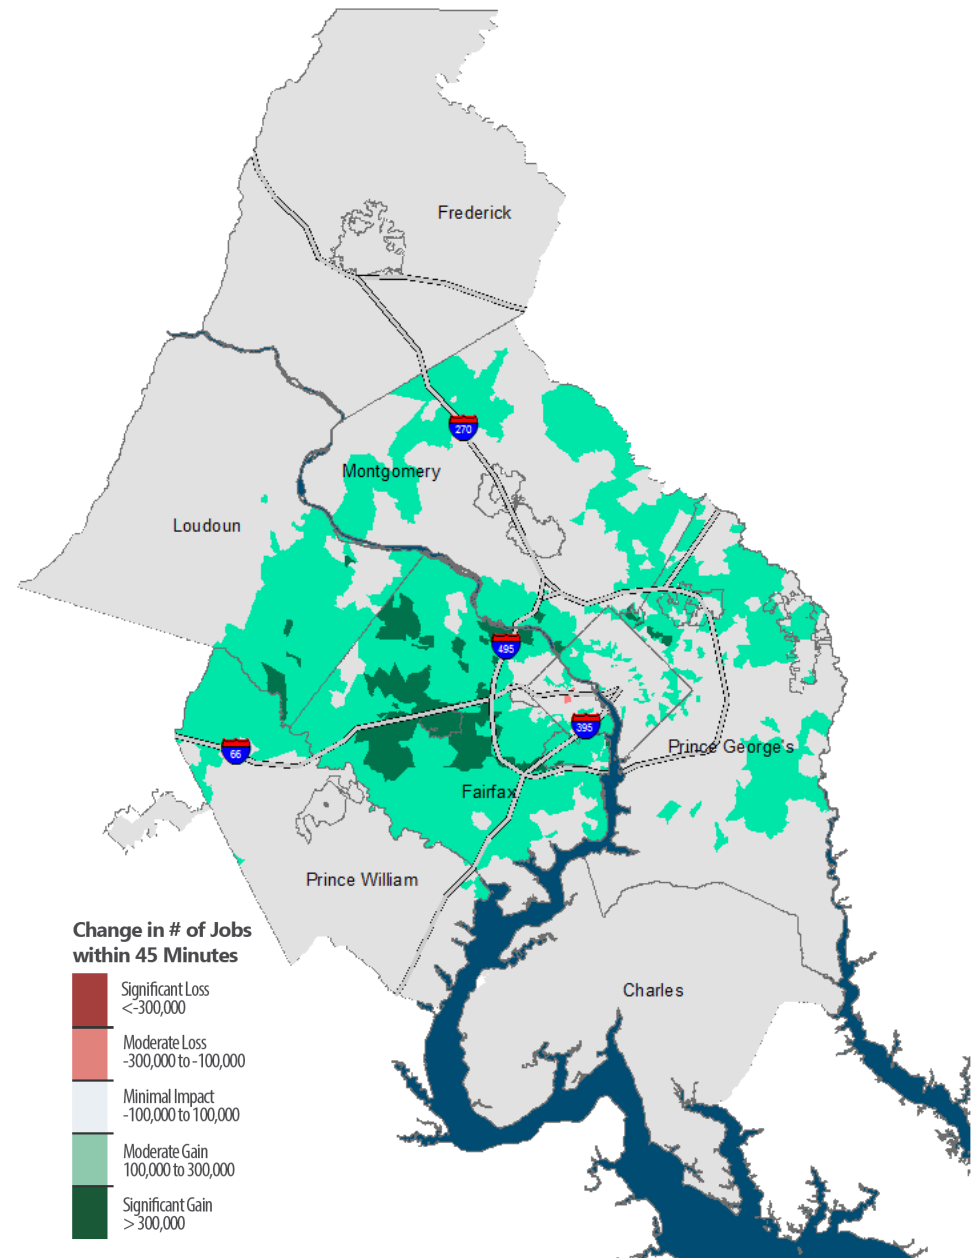 Frederick
270
Montgomery
Loudoun
495
395
Prince George's
66
Fairfax
Prince William
Charles
Change in # of Jobs
within 45 Minutes
Significant Loss
<-300,000
Moderate Loss
-300,000 to -100,000
Minimal Impact
-100,000 to 100,000
Moderate Gain
100,000 to 300,000
Significant Gain
> 300,000